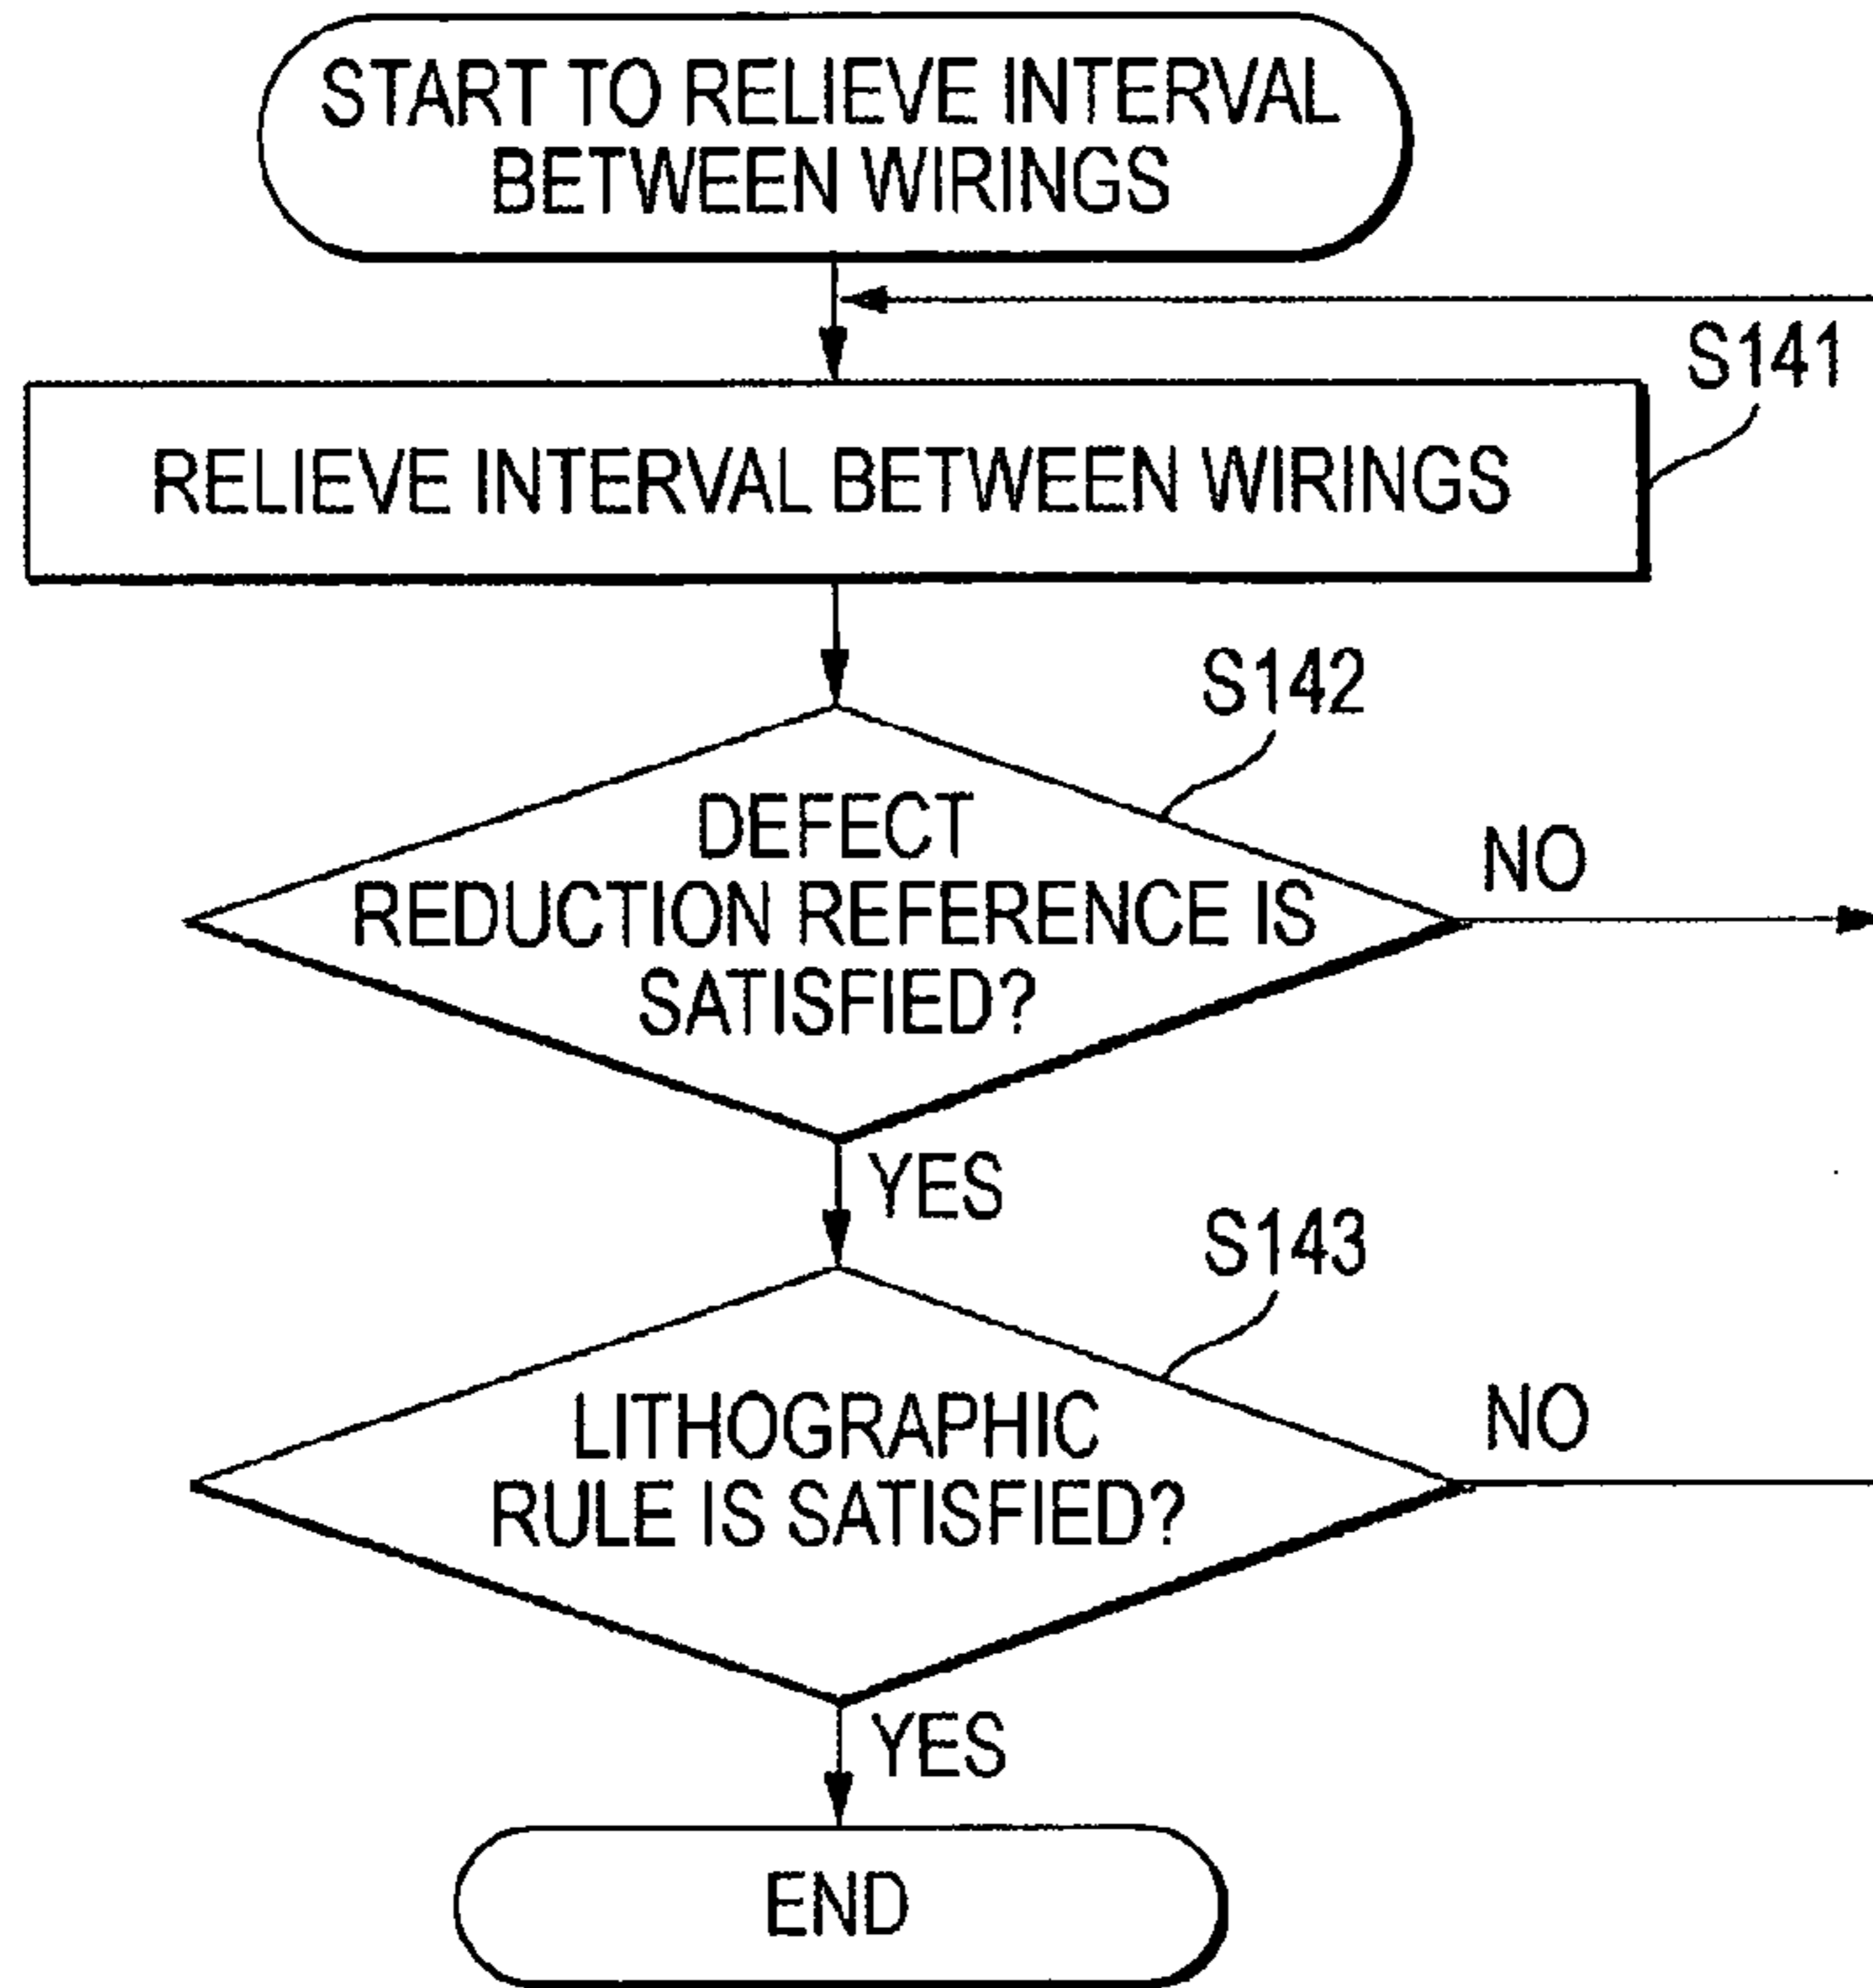 START TO RELIEVE INTERVAL
BETWEEN WIRINGS
S141
RELIEVE INTERVAL BETWEEN WIRINGS
S142
DEFECT
REDUCTION REFERENCE IS
SATISFIED?
NO
YES
S143
LITHOGRAPHIC
RULE IS SATISFIED?
NO
YES
END